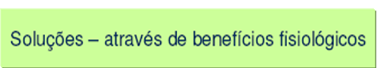 Soluções – através de benefícios fisiológicos